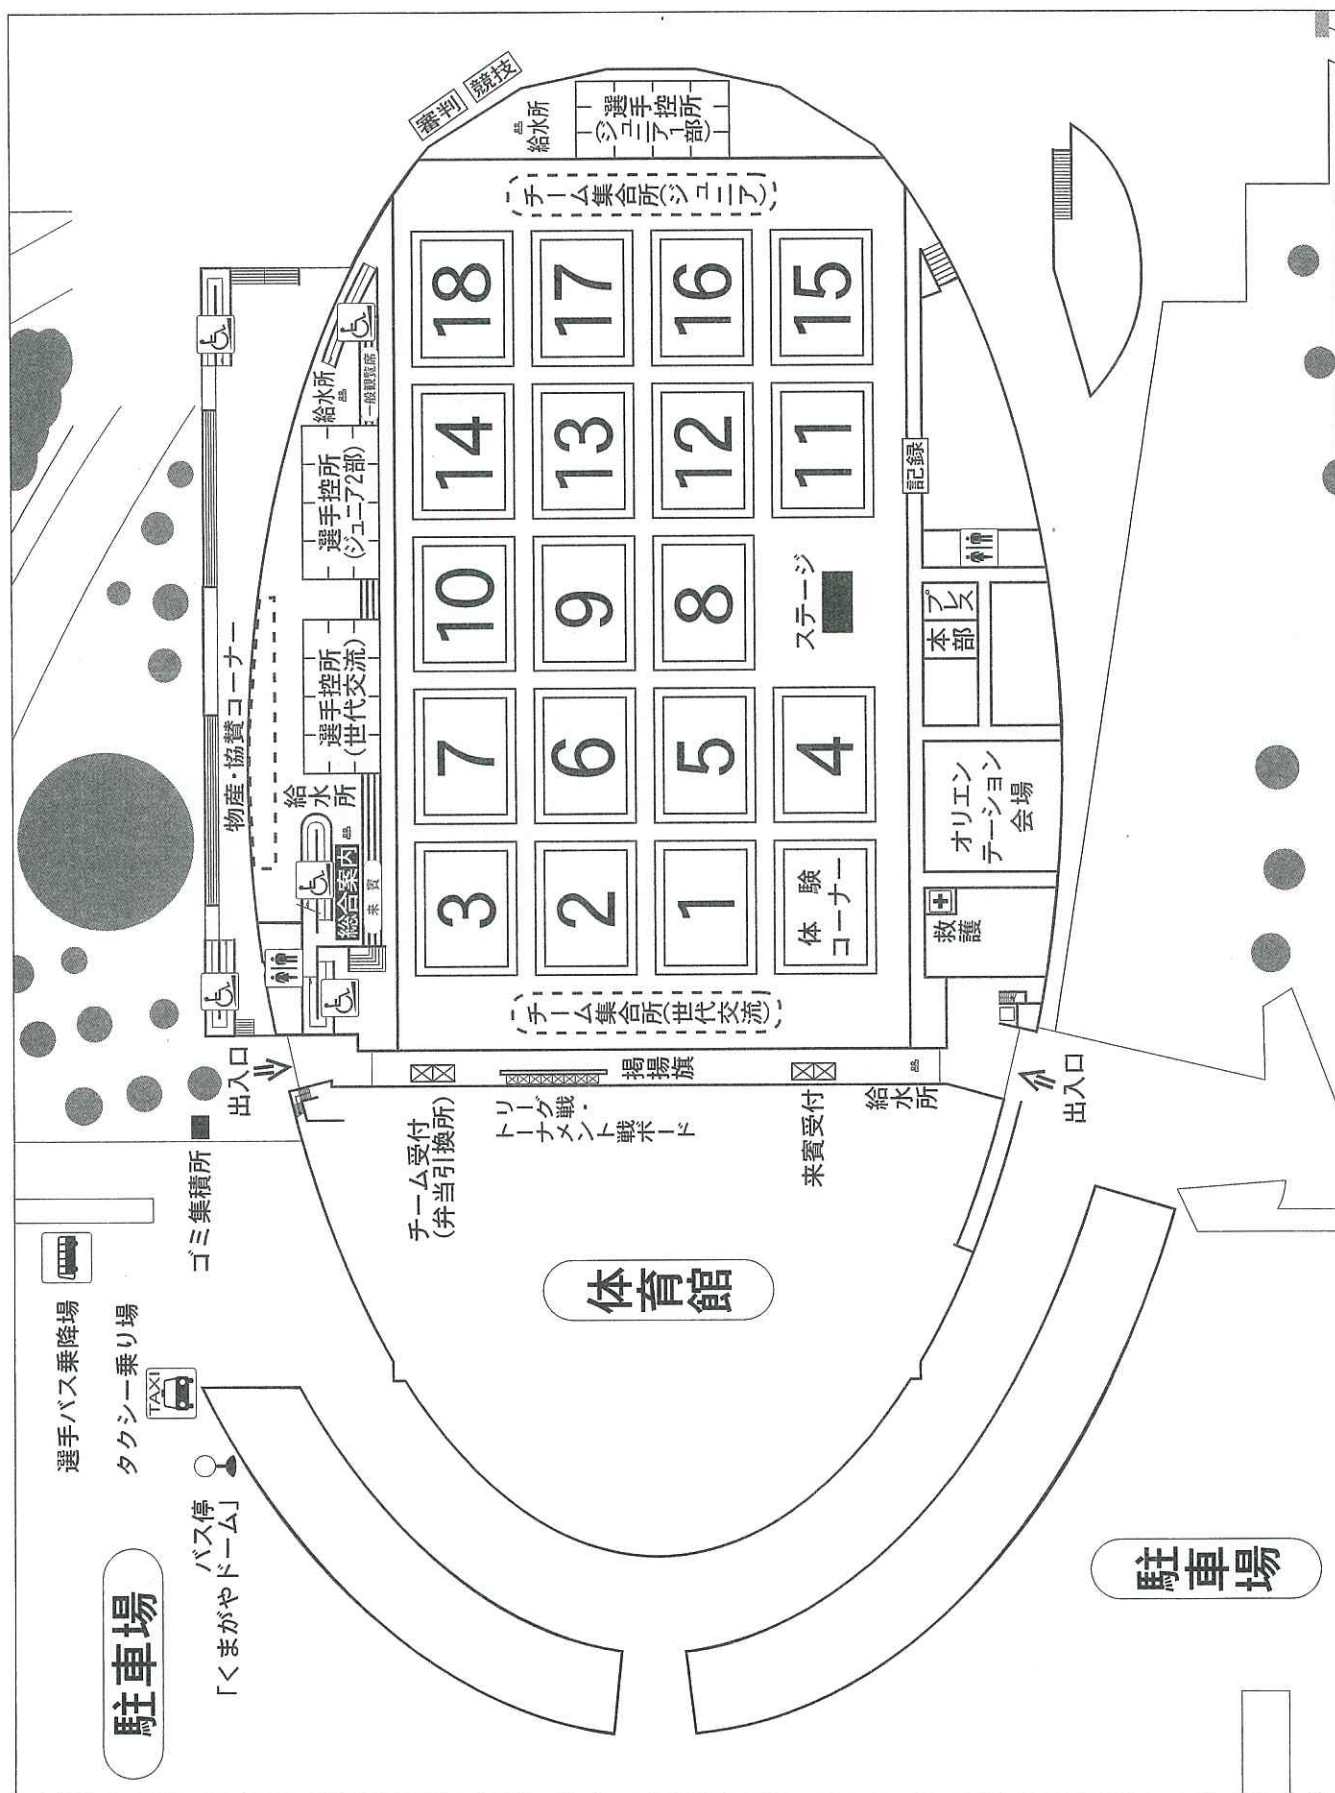 選手バス乗降場
タクシー乗り場
TAXI
駐車場
バス停
「くまがやドーム」
ゴミ集積所
出入口
物産・協賛コーナー
給水所
総合案内
来賓
選手控所
(世代交流)
選手控所
(ジュニア2部)
給水所
一般観覧席
審判
競技
給水所
選手控所
(ジュニア1部)
チーム集合所(ジュニア)
チーム集合所(世代交流)
3
7
10
14
18
2
6
9
13
17
1
5
8
12
16
体験
コーナー
4
ステージ
11
15
チーム受付
(弁当引換所)
リーグ戦・
トーナメント戦ボード
掲揚旗
来賓受付
給水所
体育館
記録
救護
オリエン
テーション
会場
本部
プレス
出入口
駐車場